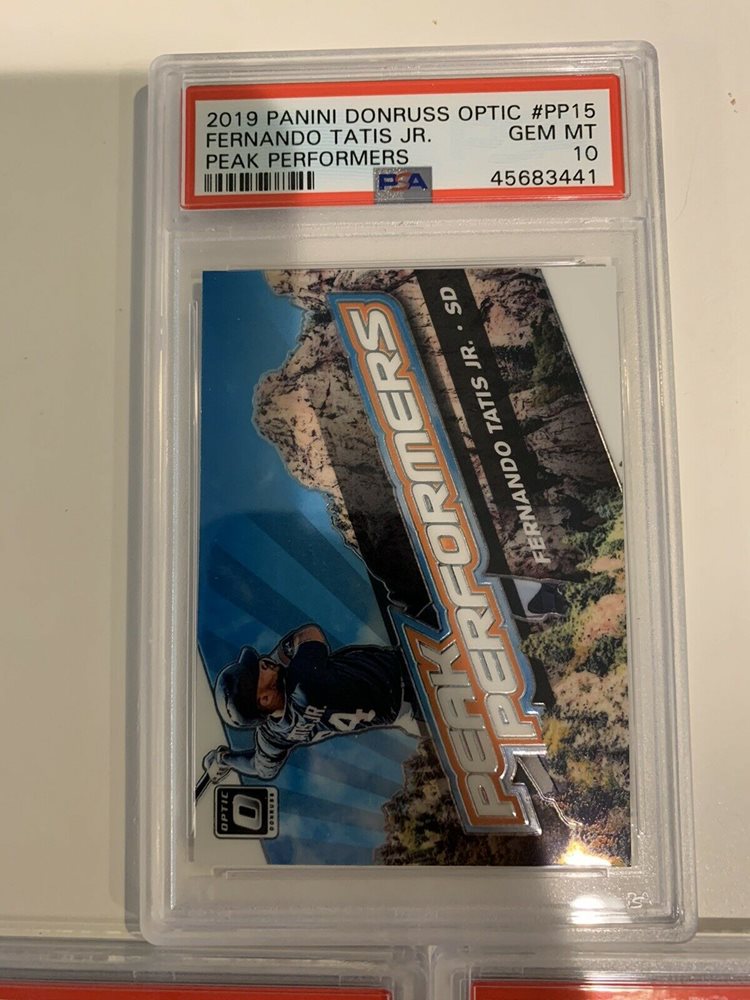 2019 PANINI DONRUSS OPTIC #PP15
FERNANDO TATIS JR. GEM MT
PEAK PERFORMERS 10
PSA 45683441
PEAK
PERFORMERS
FERNANDO TATIS JR. · SD
OPTIC
DONRUSS
PSA